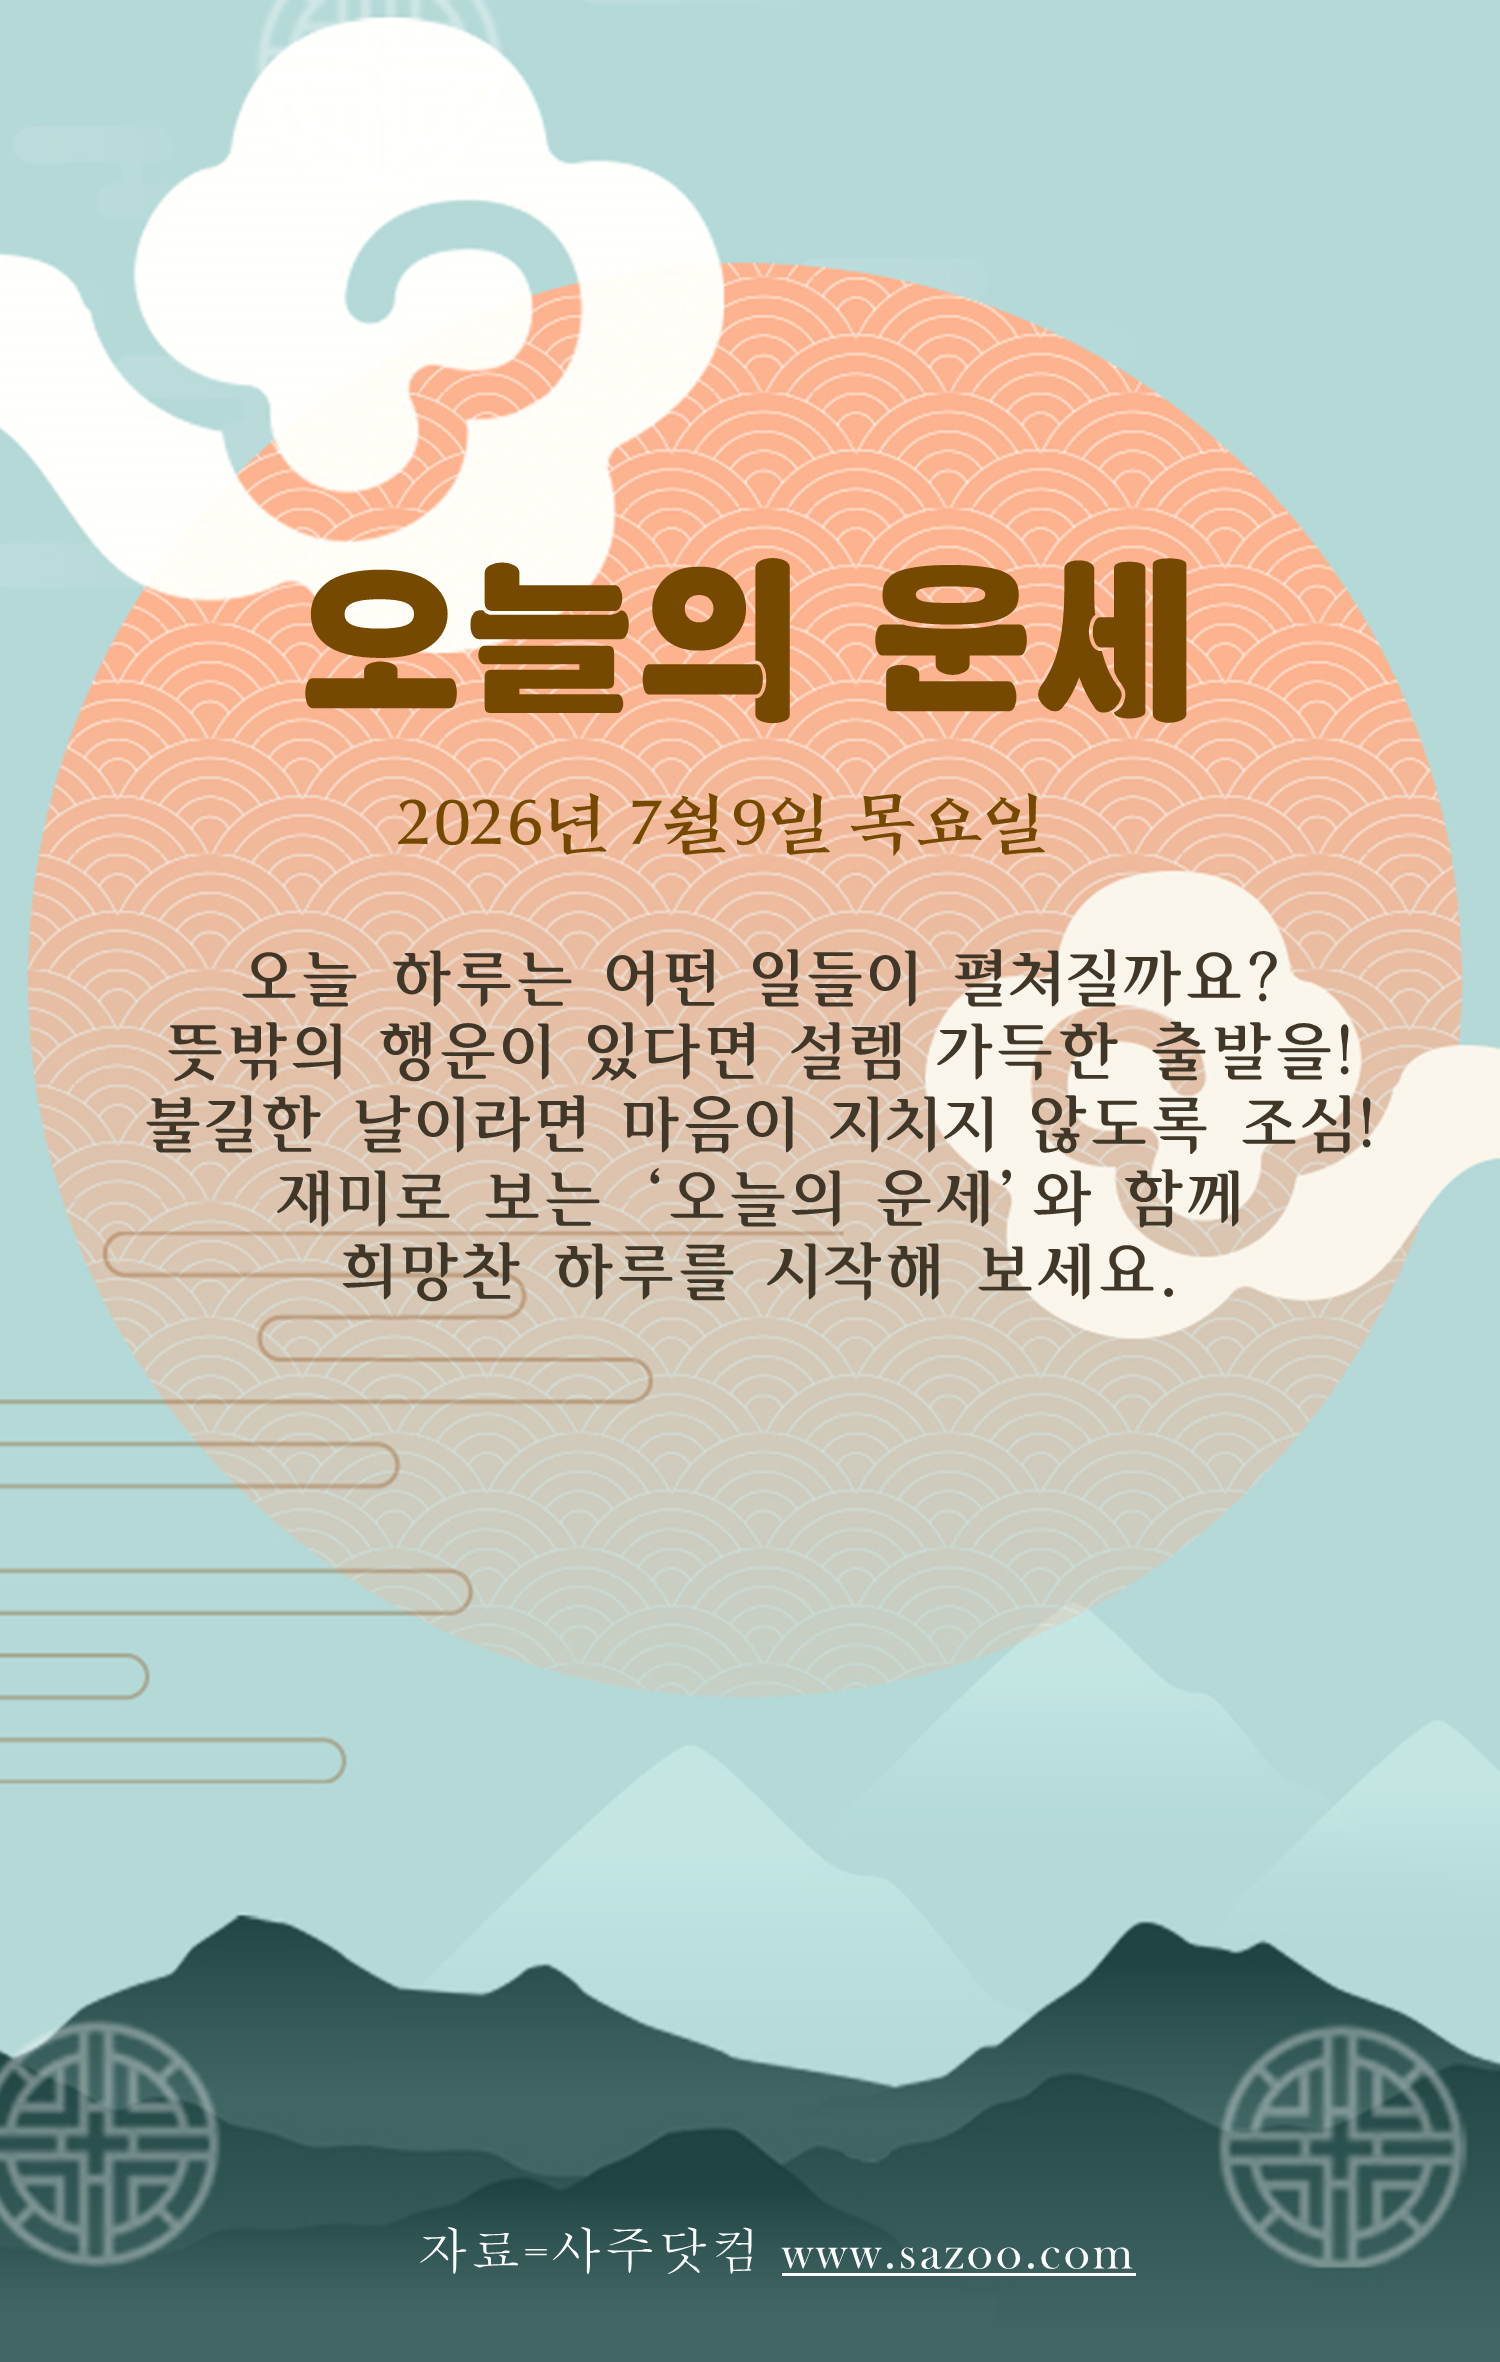 오늘의 운세
2026년 7월9일 목요일
오늘 하루는 어떤 일들이 펼쳐질까요?
뜻밖의 행운이 있다면 설렘 가득한 출발을!
불길한 날이라면 마음이 지치지 않도록 조심!
재미로 보는 ‘오늘의 운세’와 함께
희망찬 하루를 시작해 보세요.
자료=사주닷컴 www.sazoo.com